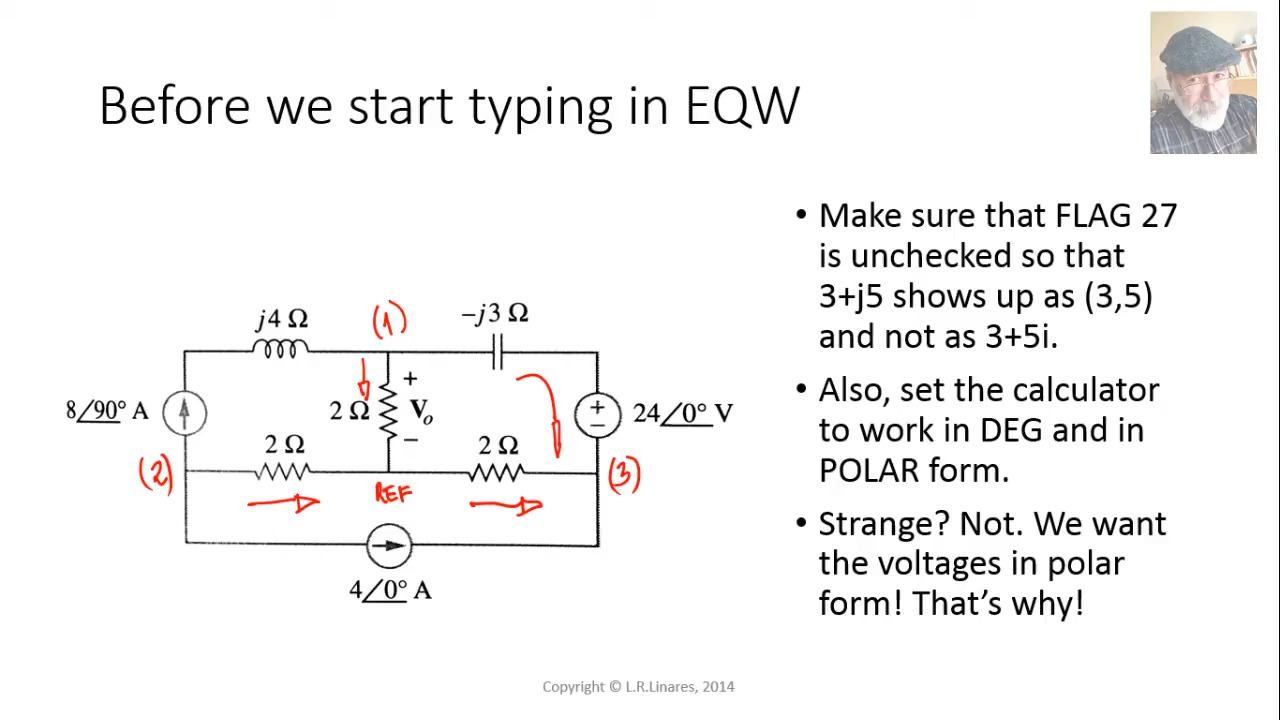 Before we start typing in EQW
j4 Ω
(1)
−j3 Ω
8∠90° A
2 Ω
+
Vo
−
+
−
24∠0° V
(2)
2 Ω
REF
2 Ω
(3)
4∠0° A
• Make sure that FLAG 27
is unchecked so that
3+j5 shows up as (3,5)
and not as 3+5i.
• Also, set the calculator
to work in DEG and in
POLAR form.
• Strange? Not. We want
the voltages in polar
form! That’s why!
Copyright © L.R.Linares, 2014